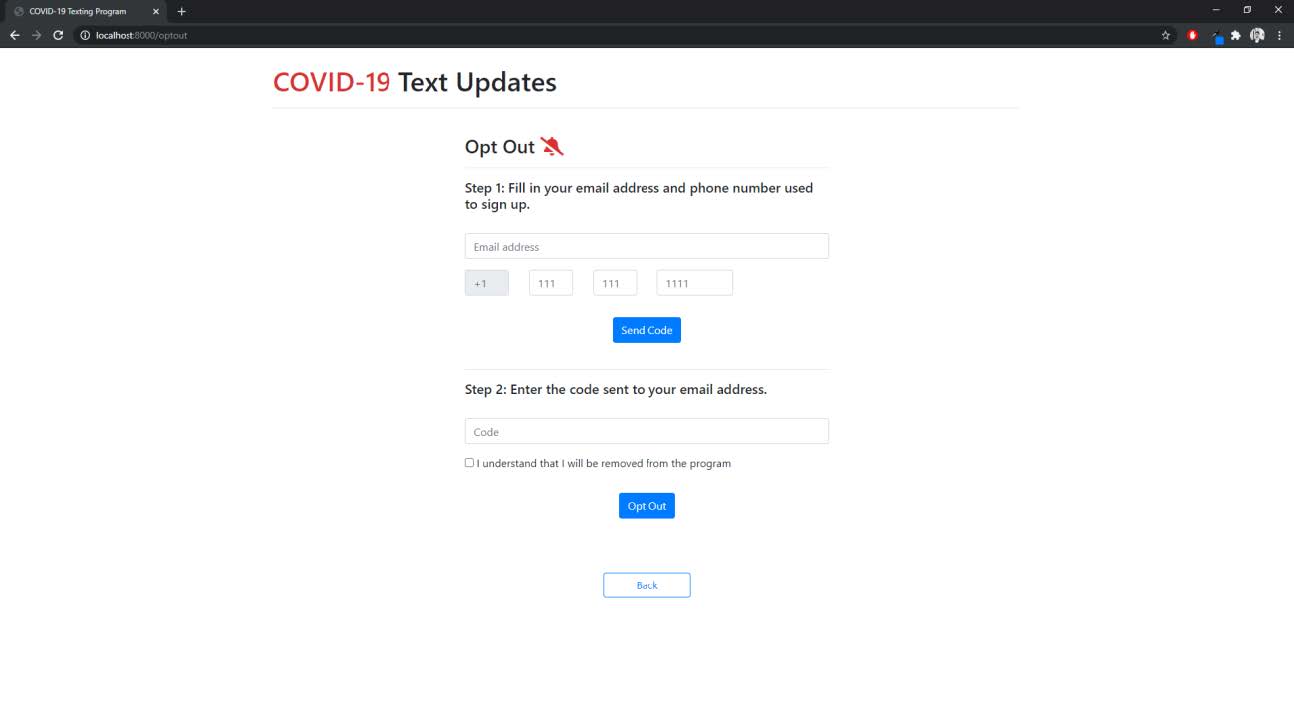 COVID-19 Texting Program
localhost:8000/optout
COVID-19 Text Updates
Opt Out
Step 1: Fill in your email address and phone number used
to sign up.
Email address
+1 111 111 1111
Send Code
Step 2: Enter the code sent to your email address.
Code
I understand that I will be removed from the program
Opt Out
Back